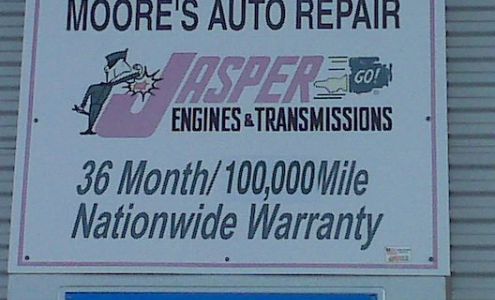 MOORE'S AUTO REPAIR
JASPER GO!
ENGINES & TRANSMISSIONS
36 Month/100,000 Mile
Nationwide Warranty